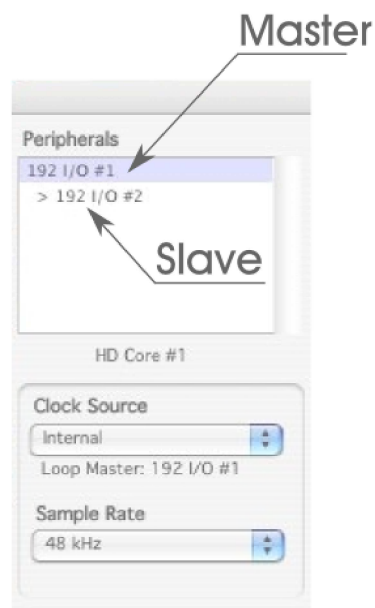 Master
Peripherals
192 I/O #1
> 192 I/O #2
Slave
HD Core #1
Clock Source
Internal
Loop Master: 192 I/O #1
Sample Rate
48 kHz